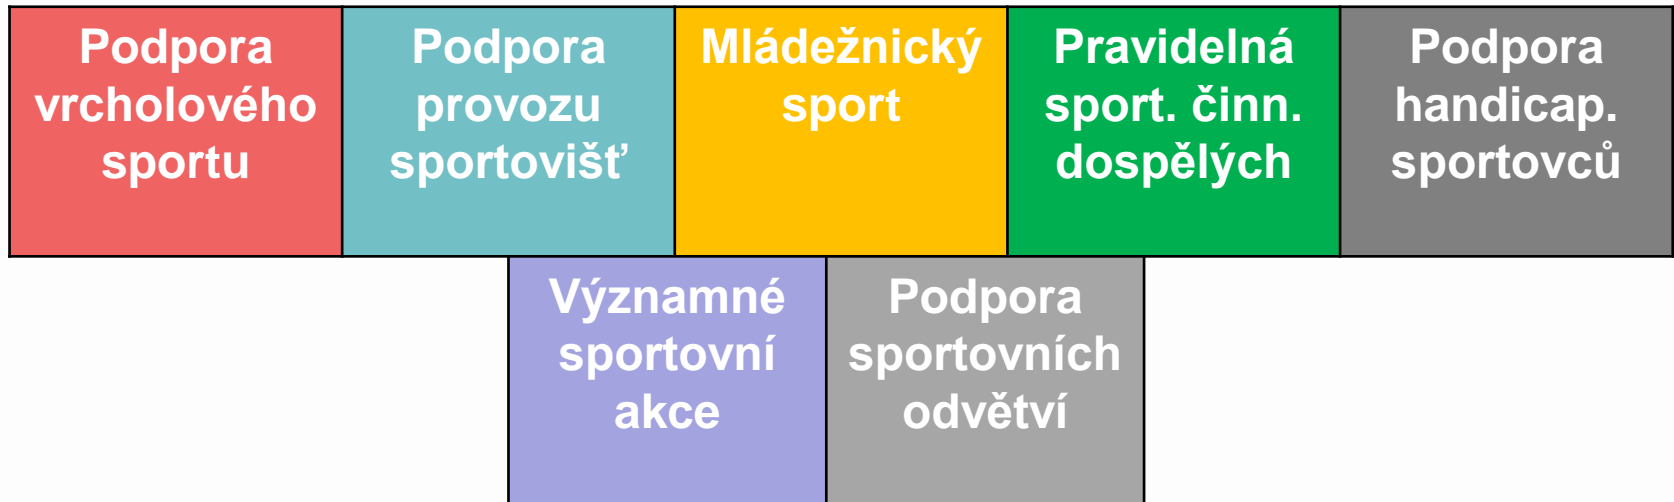 Podpora
vrcholového
sportu
Podpora
provozu
sportovišť
Mládežnický
sport
Pravidelná
sport. činn.
dospělých
Podpora
handicap.
sportovců
Významné
sportovní
akce
Podpora
sportovních
odvětví